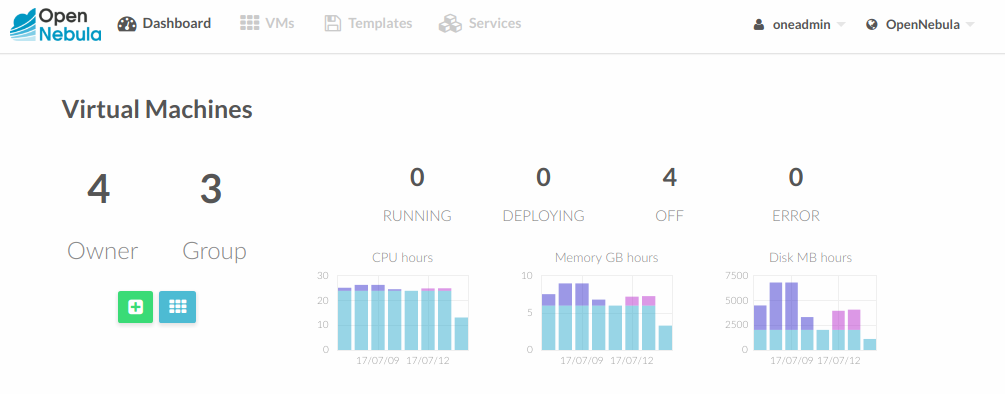 Open Nebula
Dashboard VMs Templates Services oneadmin OpenNebula
Virtual Machines
4 3
Owner Group
0 0 4 0
RUNNING DEPLOYING OFF ERROR
CPU hours
30
20
10
0
17/07/09 17/07/12
Memory GB hours
10
5
0
17/07/09 17/07/12
Disk MB hours
7500
5000
2500
0
17/07/09 17/07/12